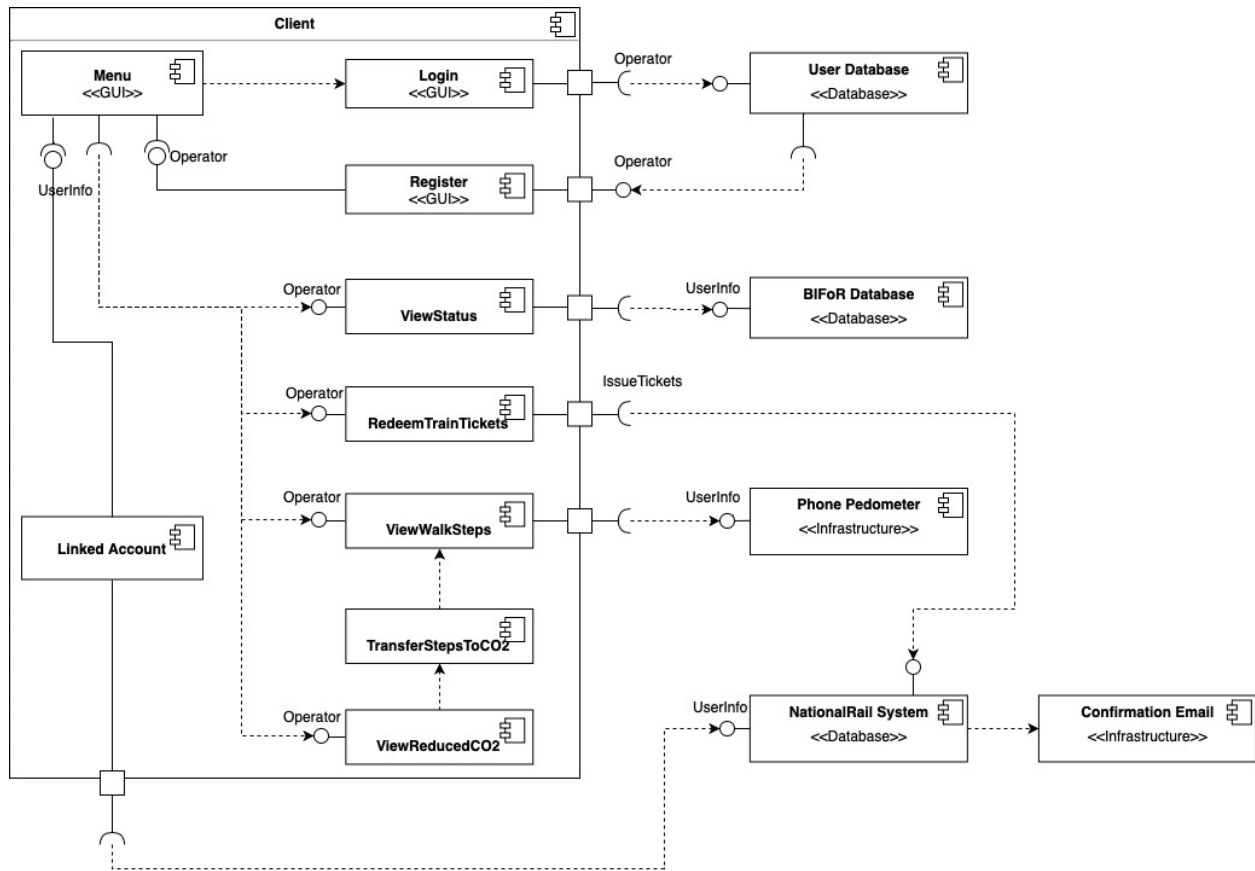 Client
Menu
<<GUI>>
Login
<<GUI>>
Operator
User Database
<<Database>>
Operator
UserInfo
Register
<<GUI>>
Operator
Operator
ViewStatus
UserInfo
BIFoR Database
<<Database>>
Operator
RedeemTrainTickets
IssueTickets
Operator
ViewWalkSteps
UserInfo
Phone Pedometer
<<Infrastructure>>
Linked Account
TransferStepsToCO2
Operator
ViewReducedCO2
UserInfo
NationalRail System
<<Database>>
Confirmation Email
<<Infrastructure>>